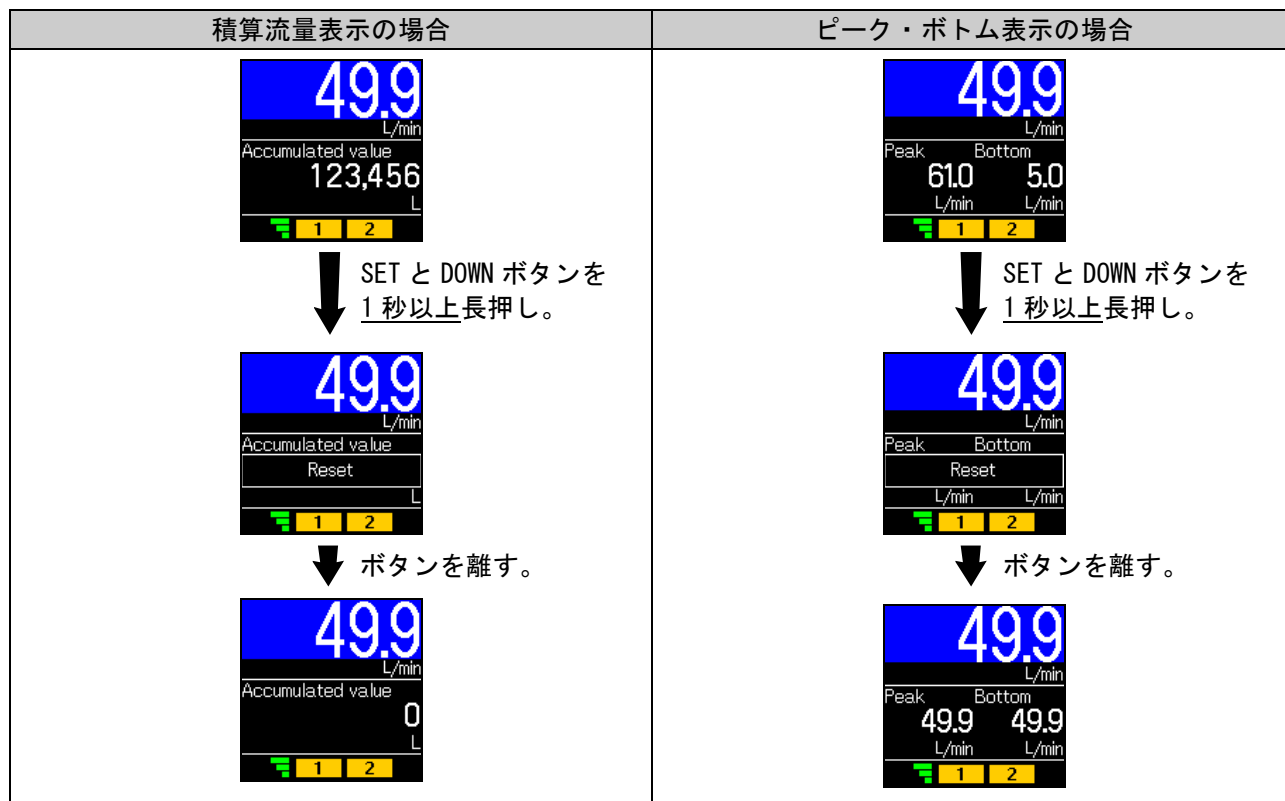 積算流量表示の場合
49.9
L/min
Accumulated value
123,456
L
1 2
SET と DOWN ボタンを
1 秒以上長押し。
49.9
L/min
Accumulated value
Reset
L
1 2
ボタンを離す。
49.9
L/min
Accumulated value
0
L
1 2
ピーク・ボトム表示の場合
49.9
L/min
Peak Bottom
61.0 5.0
L/min L/min
1 2
SET と DOWN ボタンを
1 秒以上長押し。
49.9
L/min
Peak Bottom
Reset
L/min L/min
1 2
ボタンを離す。
49.9
L/min
Peak Bottom
49.9 49.9
L/min L/min
1 2